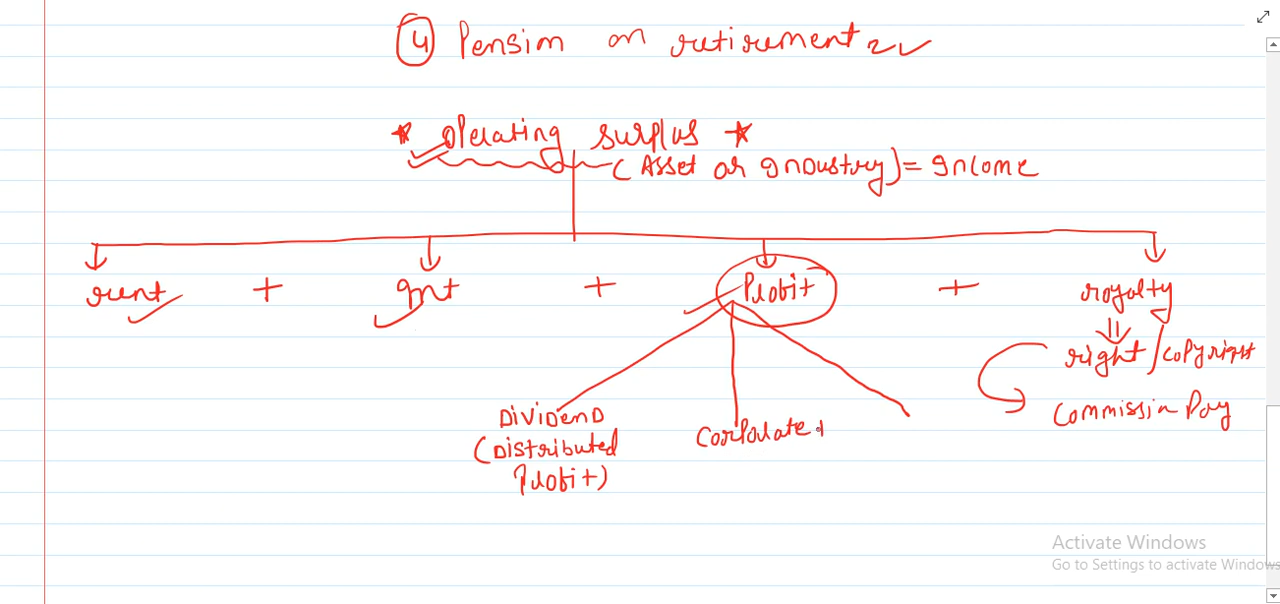 ④ Pension on retirement
* operating surplus *
(Asset or Industry) = Income
rent + Int + Profit + royalty
right/copyright
Commission Pay
Dividend
(Distributed
Profit)
Corporate
Activate Windows
Go to Settings to activate Windows